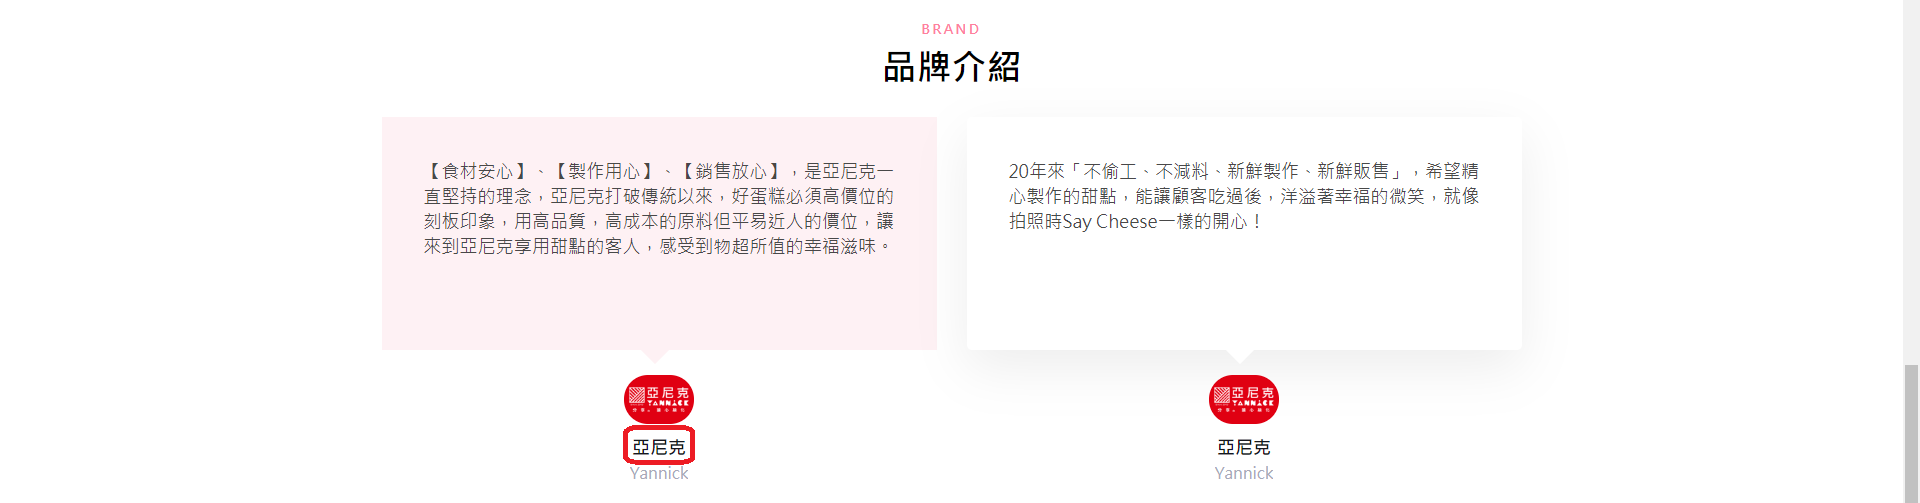 BRAND
品牌介紹
【食材安心】、【製作用心】、【銷售放心】，是亞尼克一
直堅持的理念，亞尼克打破傳統以來，好蛋糕必須高價位的
刻板印象，用高品質，高成本的原料但平易近人的價位，讓
來到亞尼克享用甜點的客人，感受到物超所值的幸福滋味。
20年來「不偷工、不減料、新鮮製作、新鮮販售」，希望精
心製作的甜點，能讓顧客吃過後，洋溢著幸福的微笑，就像
拍照時Say Cheese一樣的開心！
亞尼克
YANNICK
亞尼克
Yannick
亞尼克
YANNICK
亞尼克
Yannick